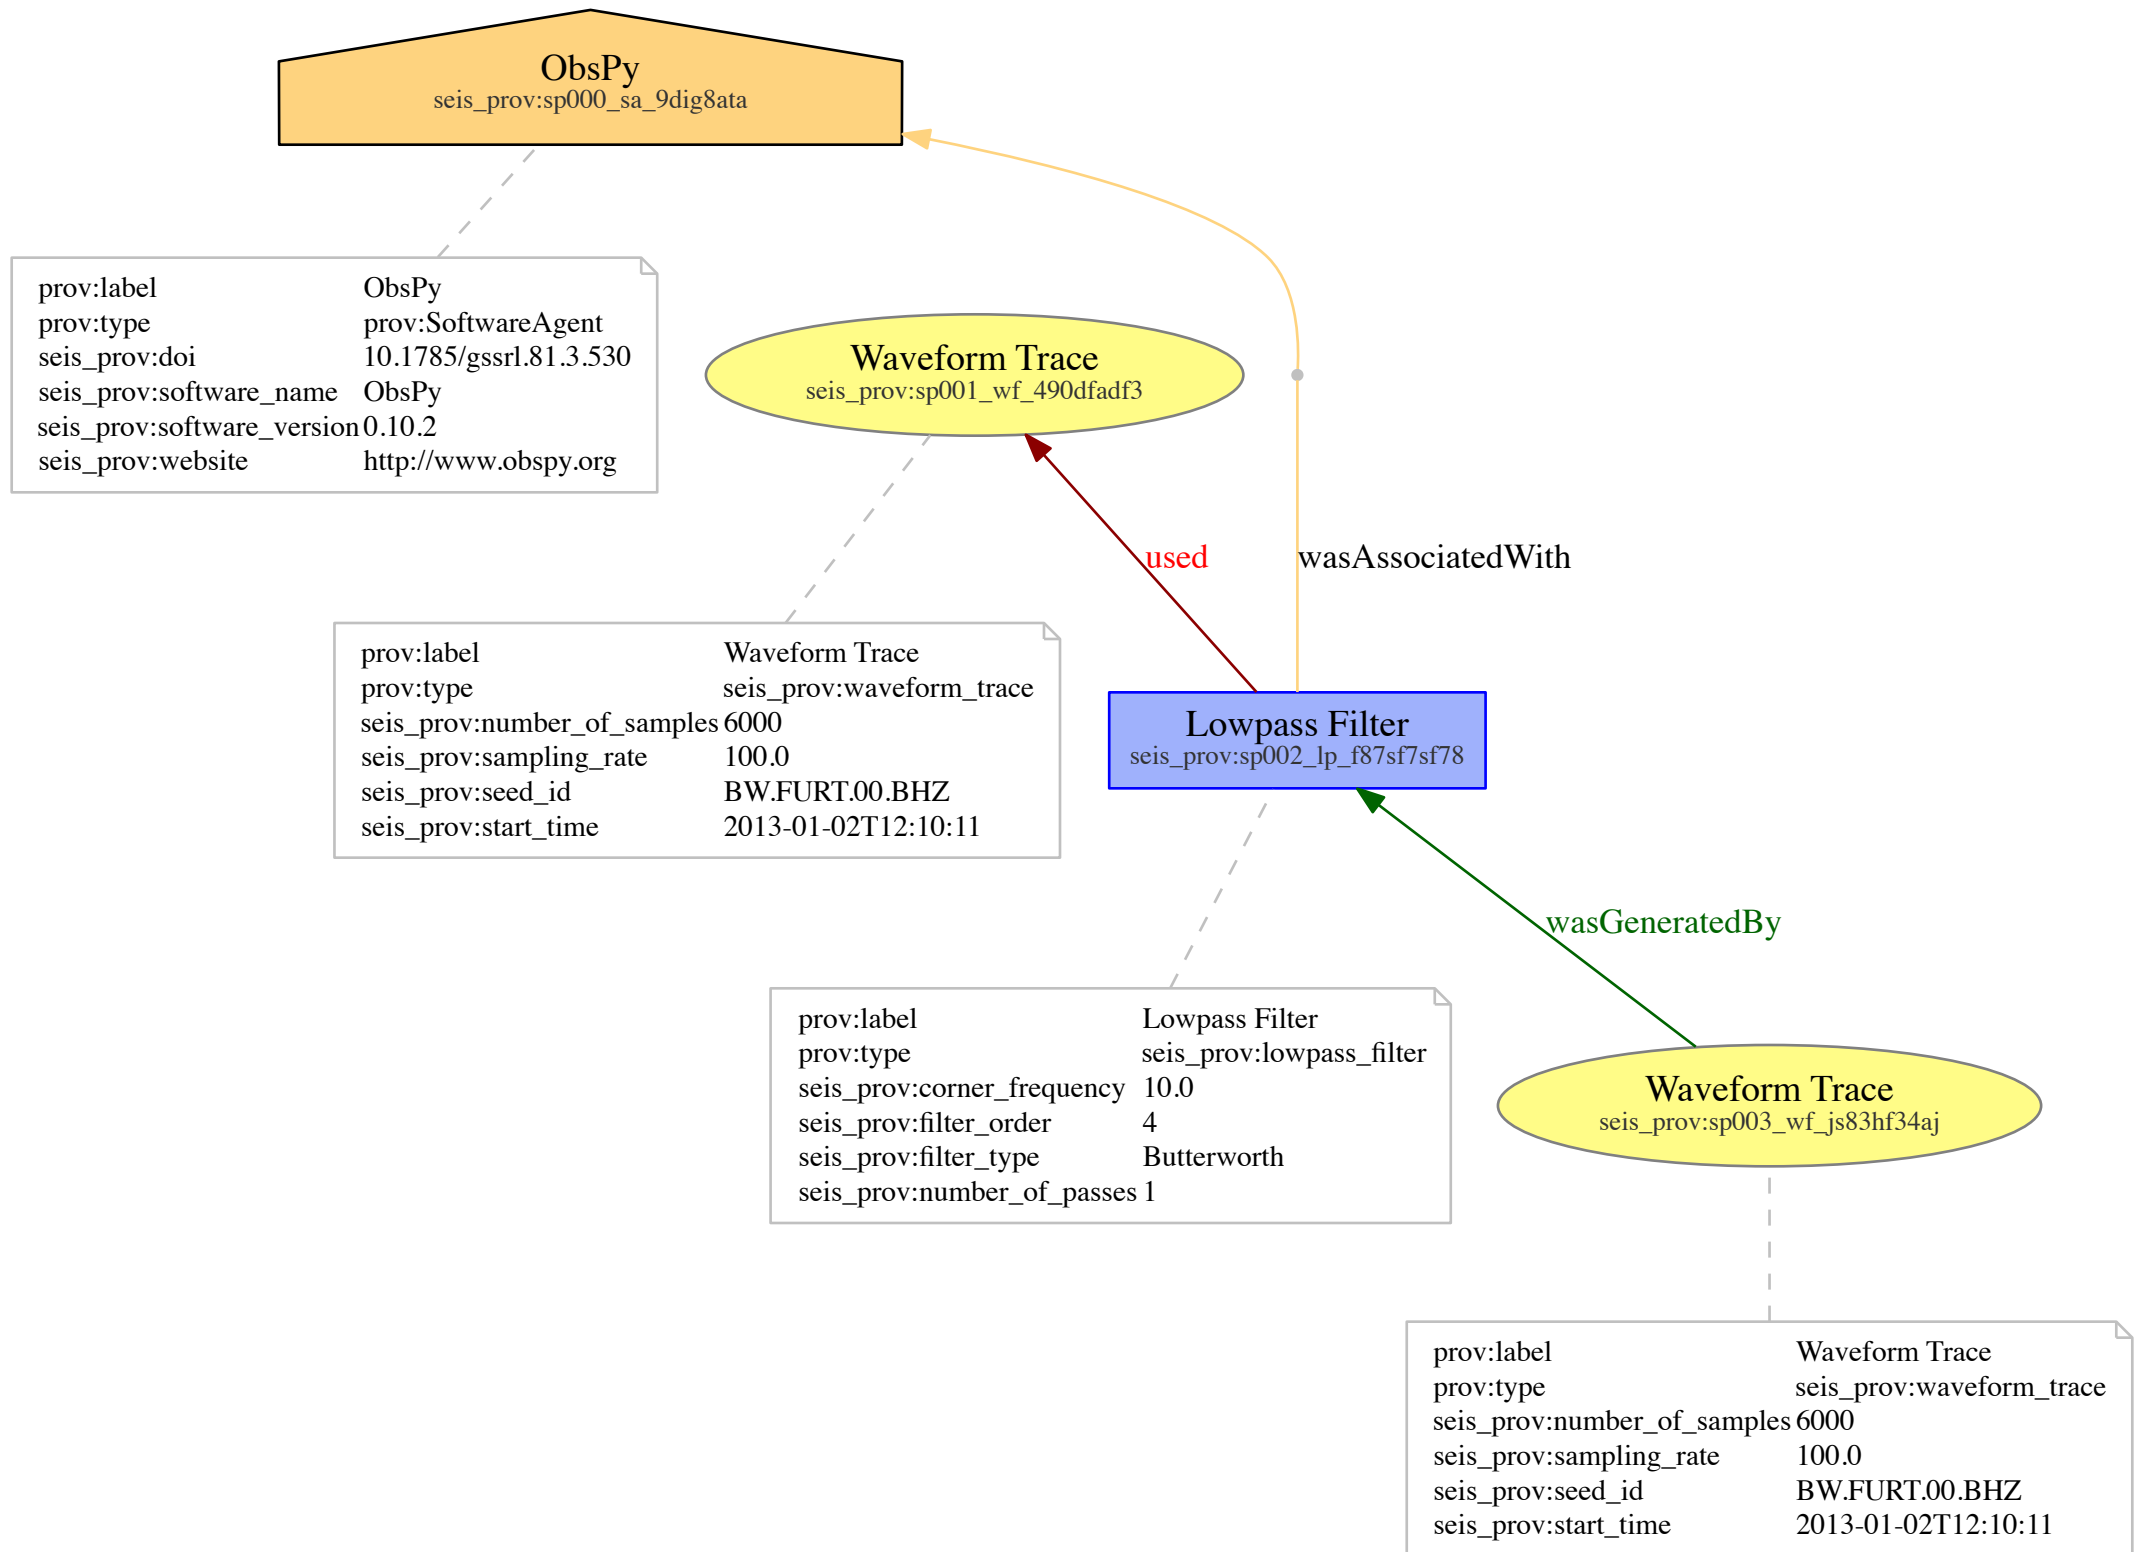 ObsPy
seis_prov:sp000_sa_9dig8ata
prov:label ObsPy
prov:type prov:SoftwareAgent
seis_prov:doi 10.1785/gssrl.81.3.530
seis_prov:software_name ObsPy
seis_prov:software_version 0.10.2
seis_prov:website http://www.obspy.org
Waveform Trace
seis_prov:sp001_wf_490dfadf3
used
wasAssociatedWith
prov:label Waveform Trace
prov:type seis_prov:waveform_trace
seis_prov:number_of_samples 6000
seis_prov:sampling_rate 100.0
seis_prov:seed_id BW.FURT.00.BHZ
seis_prov:start_time 2013-01-02T12:10:11
Lowpass Filter
seis_prov:sp002_lp_f87sf7sf78
wasGeneratedBy
prov:label Lowpass Filter
prov:type seis_prov:lowpass_filter
seis_prov:corner_frequency 10.0
seis_prov:filter_order 4
seis_prov:filter_type Butterworth
seis_prov:number_of_passes 1
Waveform Trace
seis_prov:sp003_wf_js83hf34aj
prov:label Waveform Trace
prov:type seis_prov:waveform_trace
seis_prov:number_of_samples 6000
seis_prov:sampling_rate 100.0
seis_prov:seed_id BW.FURT.00.BHZ
seis_prov:start_time 2013-01-02T12:10:11